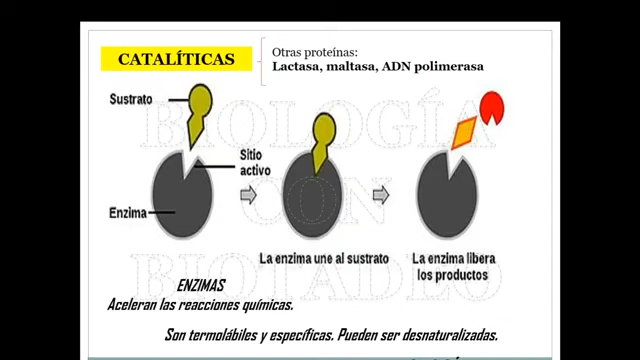 CATALÍTICAS
Otras proteínas:
Lactasa, maltasa, ADN polimerasa
Sustrato
Sitio
activo
Enzima
La enzima une al sustrato
La enzima libera
los productos
BIOLOGÍA
CON
BIOTADEO
ENZIMAS
Aceleran las reacciones químicas.
Son termolábiles y específicas. Pueden ser desnaturalizadas.